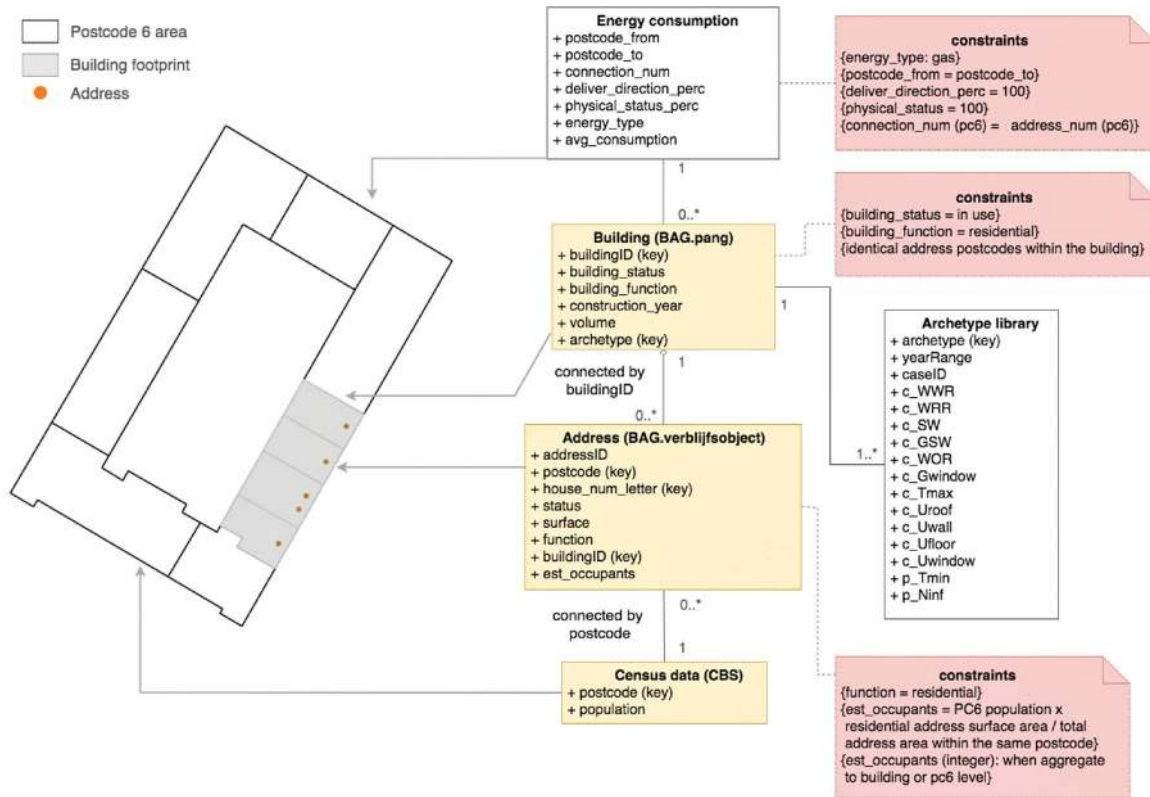 Postcode 6 area
Building footprint
Address
Energy consumption
+ postcode_from
+ postcode_to
+ connection_num
+ deliver_direction_perc
+ physical_status_perc
+ energy_type
+ avg_consumption
constraints
{energy_type: gas}
{postcode_from = postcode_to}
{deliver_direction_perc = 100}
{physical_status = 100}
{connection_num (pc6) = address_num (pc6)}
1
0..*
Building (BAG.pang)
+ buildingID (key)
+ building_status
+ building_function
+ construction_year
+ volume
+ archetype (key)
constraints
{building_status = in use}
{building_function = residential}
{identical address postcodes within the building}
1
1..*
Archetype library
+ archetype (key)
+ yearRange
+ caseID
+ c_WWR
+ c_WRR
+ c_SW
+ c_GSW
+ c_WOR
+ c_Gwindow
+ c_Tmax
+ c_Uroof
+ c_Uwall
+ c_Ufloor
+ c_Uwindow
+ p_Tmin
+ p_Ninf
connected by
buildingID
1
0..*
Address (BAG.verblijfsobject)
+ addressID
+ postcode (key)
+ house_num_letter (key)
+ status
+ surface
+ function
+ buildingID (key)
+ est_occupants
connected by
postcode
0..*
1
Census data (CBS)
+ postcode (key)
+ population
constraints
{function = residential}
{est_occupants = PC6 population x
residential address surface area / total
address area within the same postcode}
{est_occupants (integer): when aggregate
to building or pc6 level}